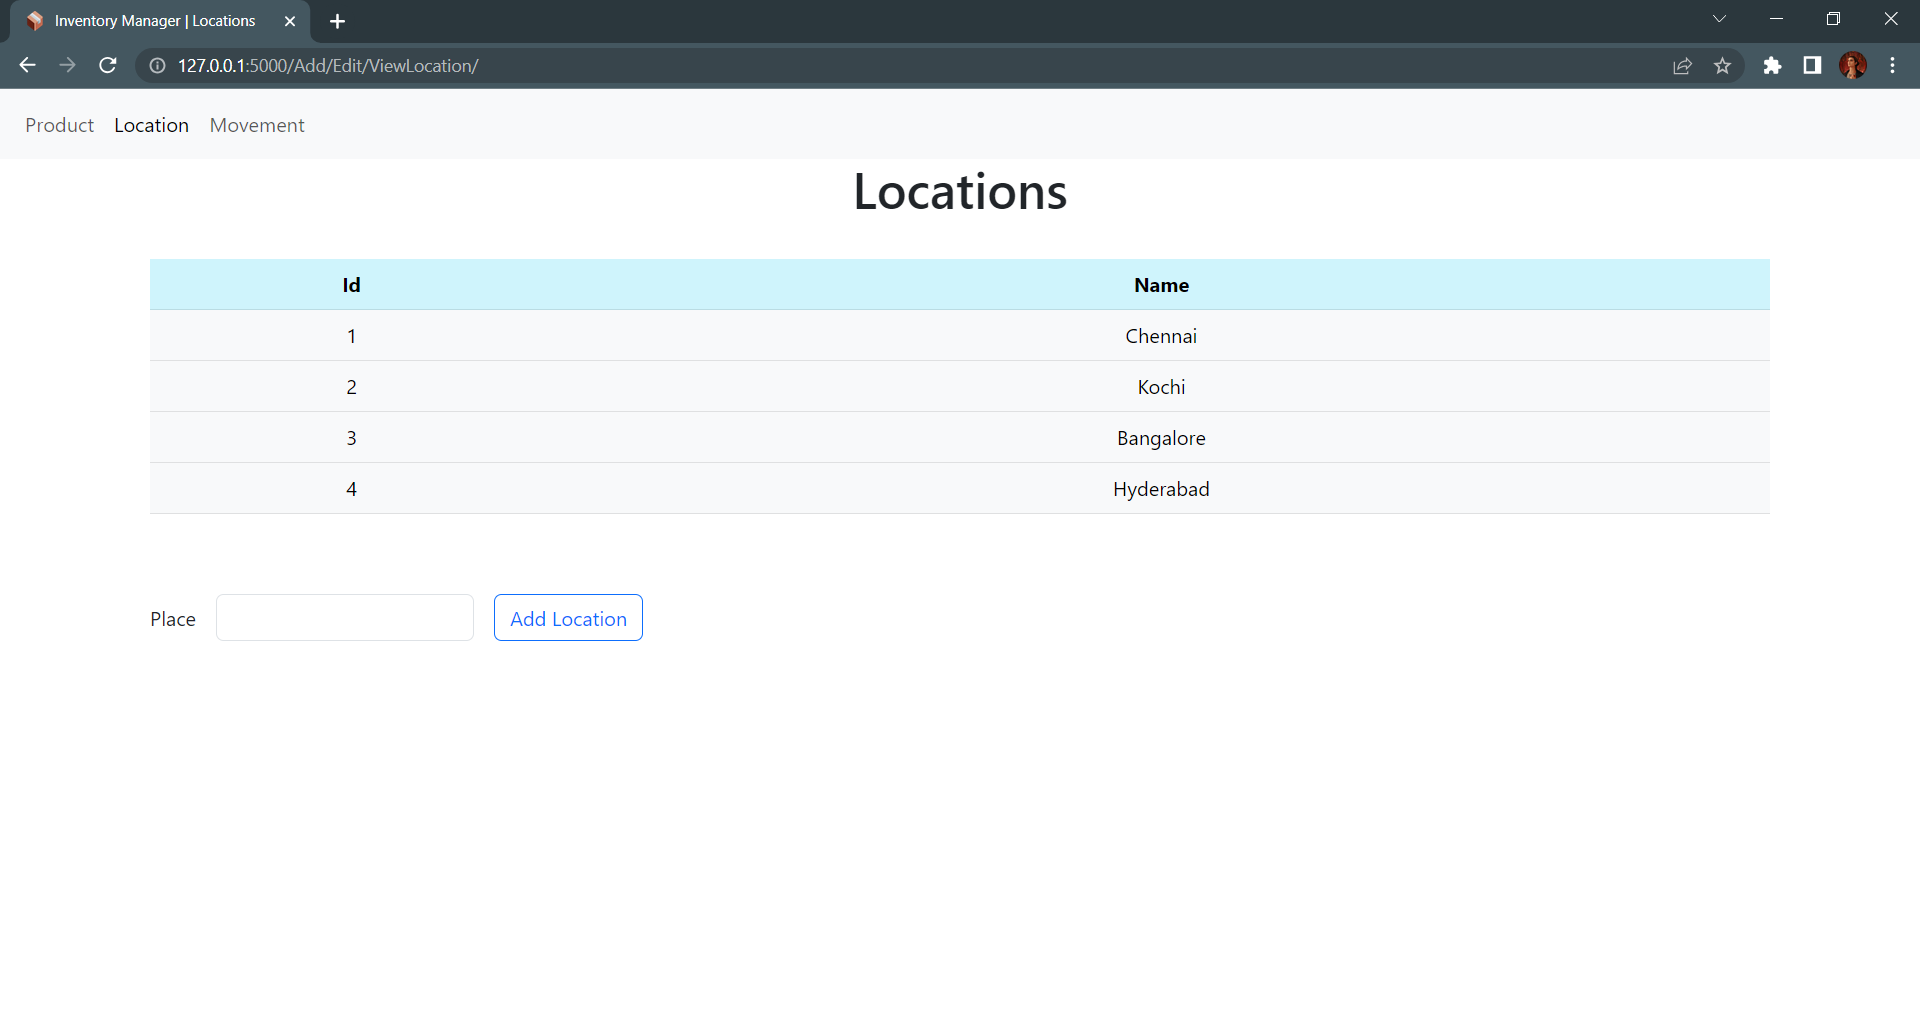 Inventory Manager | Locations
127.0.0.1:5000/Add/Edit/ViewLocation/
Product Location Movement
Locations
Id Name
1 Chennai
2 Kochi
3 Bangalore
4 Hyderabad
Place Add Location